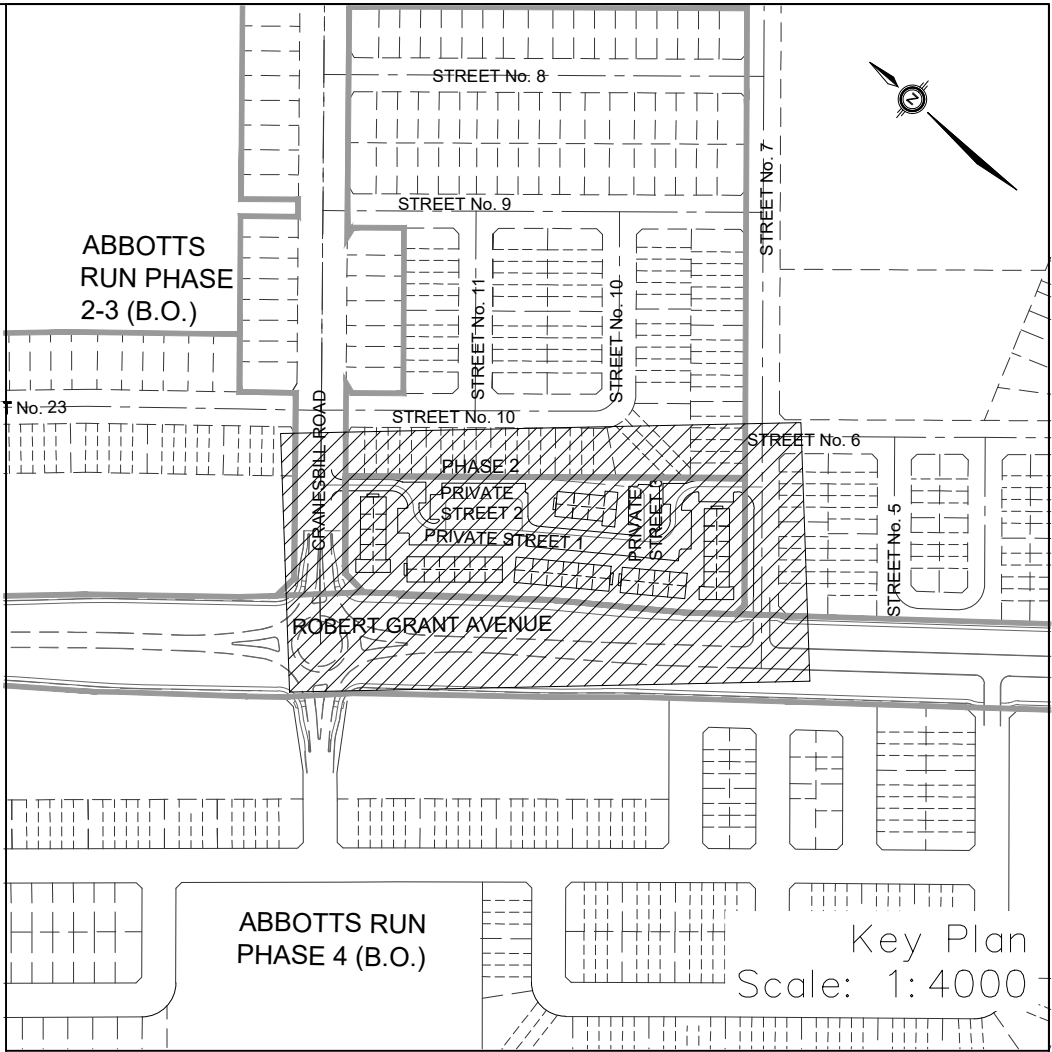 STREET No. 8
N
STREET No. 7
STREET No. 9
ABBOTTS
RUN PHASE
2-3 (B.O.)
STREET No. 11
STREET No. 10
No. 23
CRANESBILL ROAD
STREET No. 10
STREET No. 6
PHASE 2
PRIVATE
STREET 2
PRIVATE
STREET 3
PRIVATE STREET 1
STREET No. 5
ROBERT GRANT AVENUE
ABBOTTS RUN
PHASE 4 (B.O.)
Key Plan
Scale: 1:4000